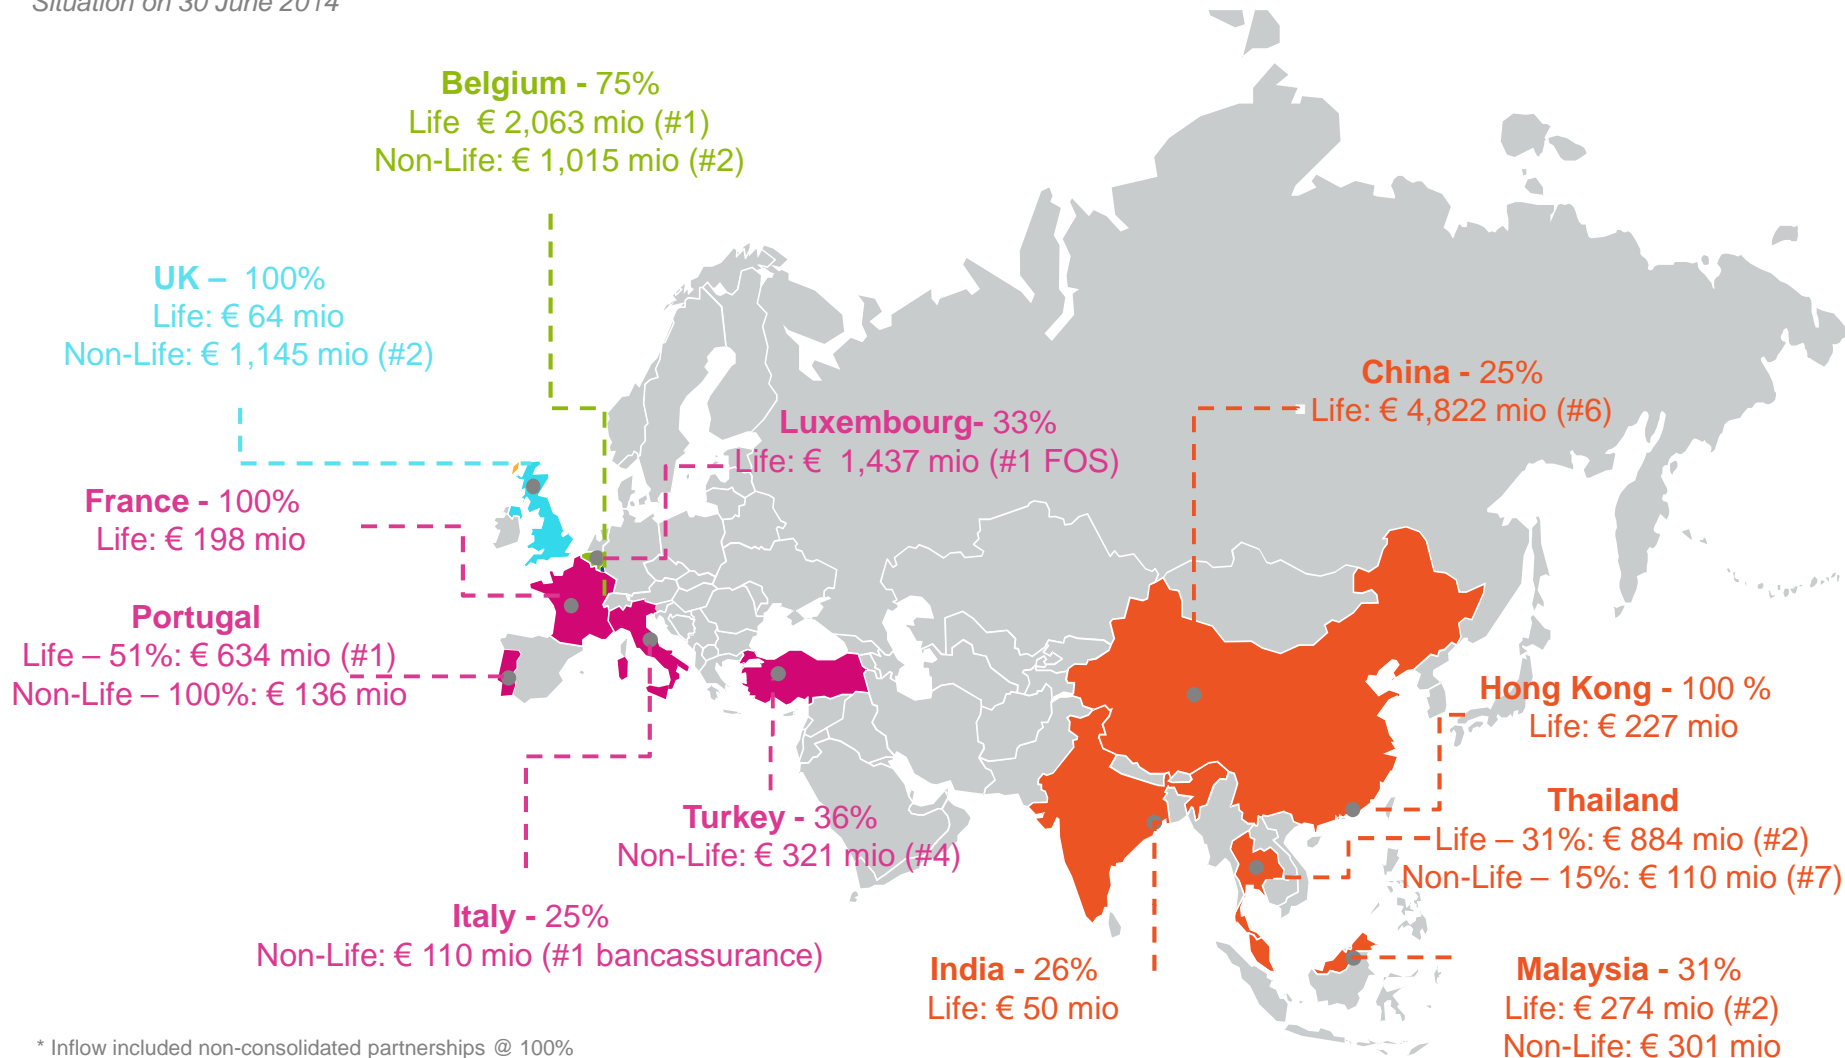 Situation on 30 June 2014
Belgium - 75%
Life € 2,063 mio (#1)
Non-Life: € 1,015 mio (#2)
UK – 100%
Life: € 64 mio
Non-Life: € 1,145 mio (#2)
China - 25%
Life: € 4,822 mio (#6)
Luxembourg- 33%
Life: € 1,437 mio (#1 FOS)
France - 100%
Life: € 198 mio
Portugal
Life – 51%: € 634 mio (#1)
Non-Life – 100%: € 136 mio
Hong Kong - 100 %
Life: € 227 mio
Thailand
Life – 31%: € 884 mio (#2)
Non-Life – 15%: € 110 mio (#7)
Turkey - 36%
Non-Life: € 321 mio (#4)
Italy - 25%
Non-Life: € 110 mio (#1 bancassurance)
India - 26%
Life: € 50 mio
Malaysia - 31%
Life: € 274 mio (#2)
Non-Life: € 301 mio
* Inflow included non-consolidated partnerships @ 100%